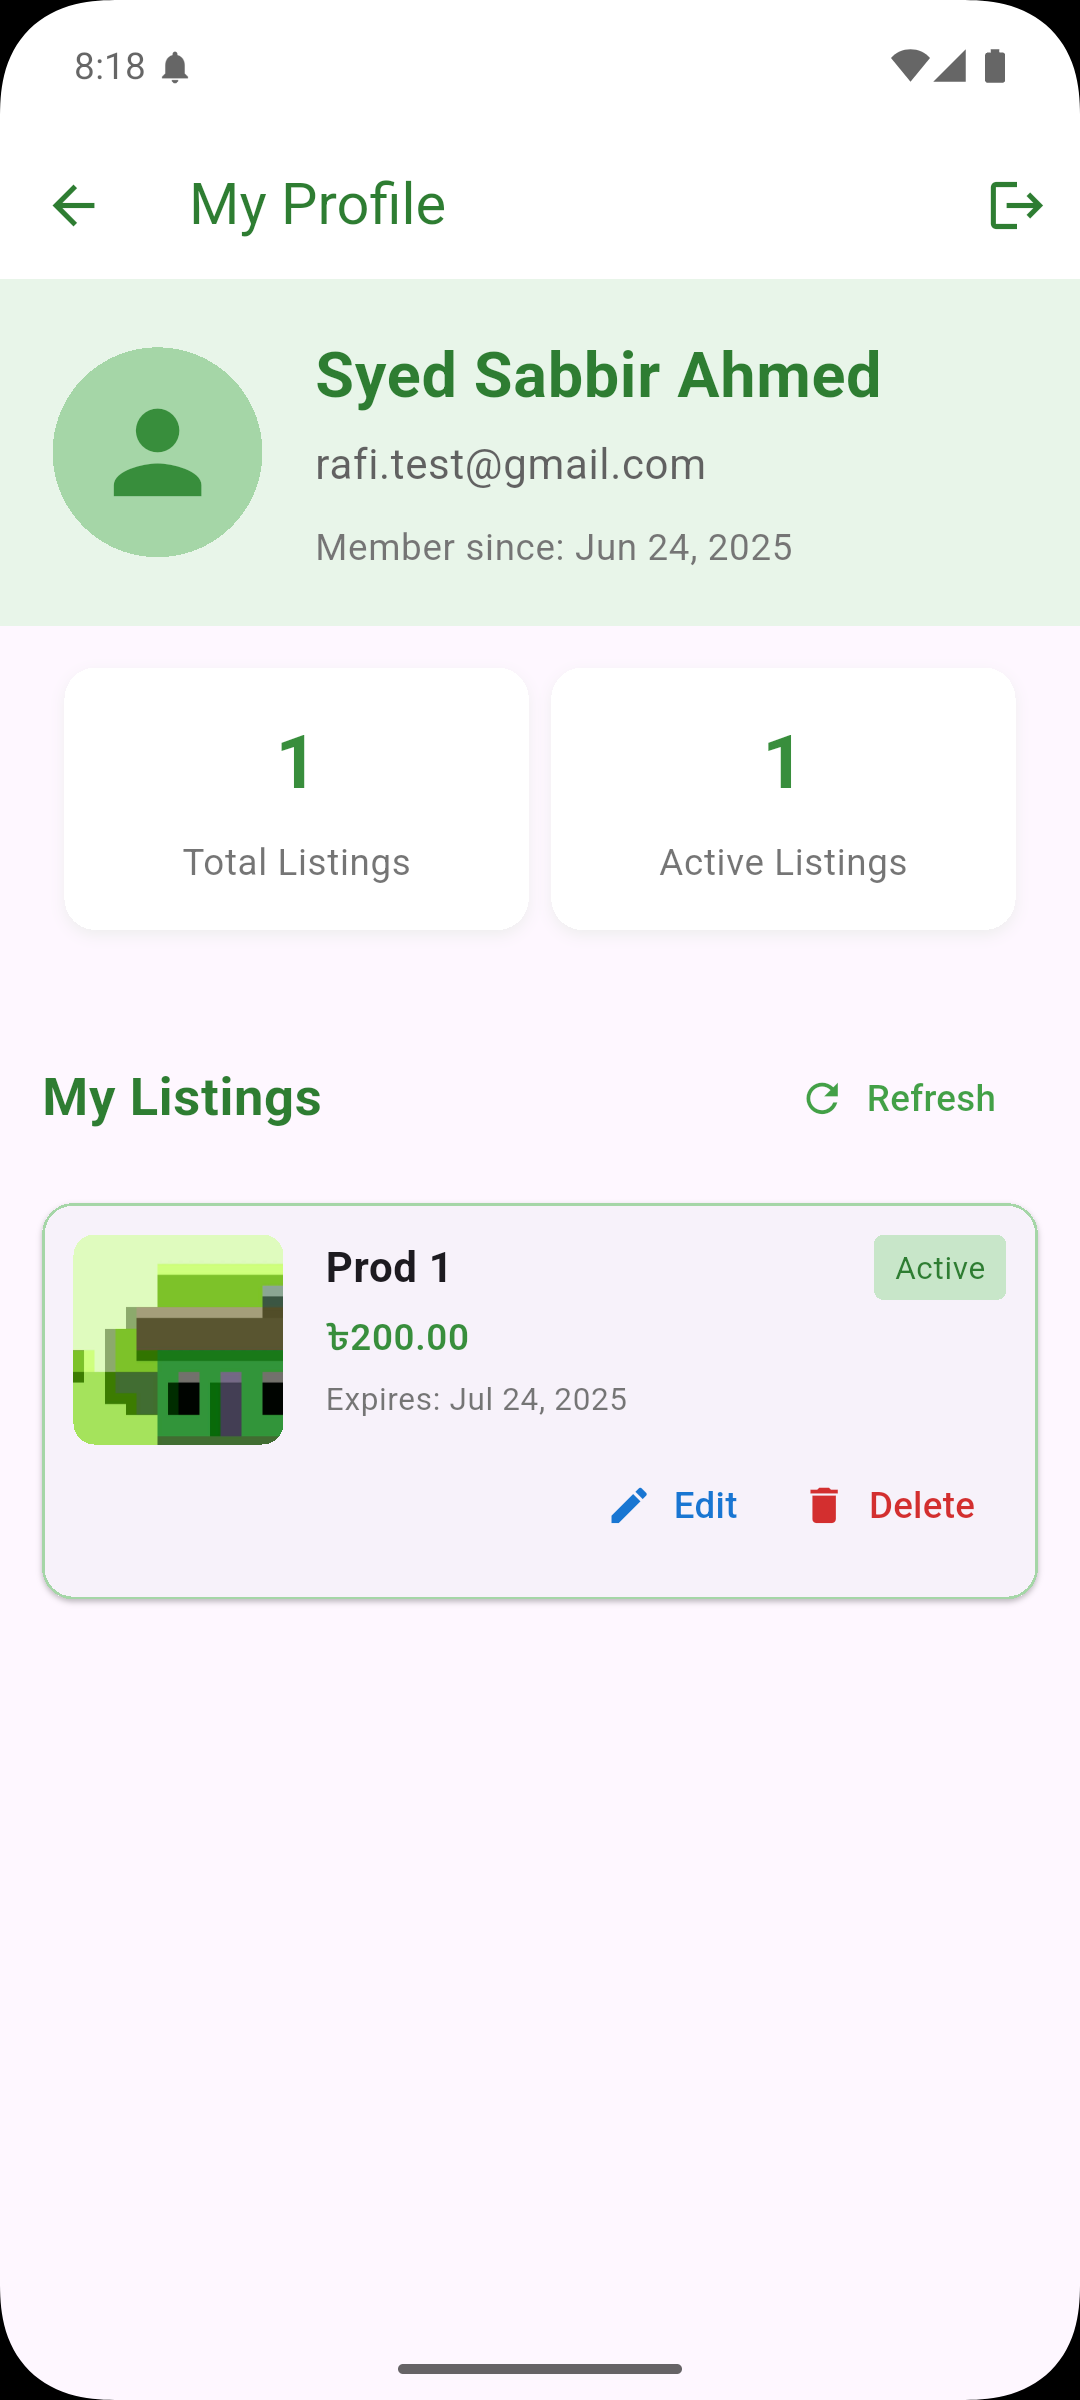 8:18
My Profile
Syed Sabbir Ahmed
rafi.test@gmail.com
Member since: Jun 24, 2025
1
Total Listings
1
Active Listings
My Listings
Refresh
Prod 1
Active
৳200.00
Expires: Jul 24, 2025
Edit
Delete